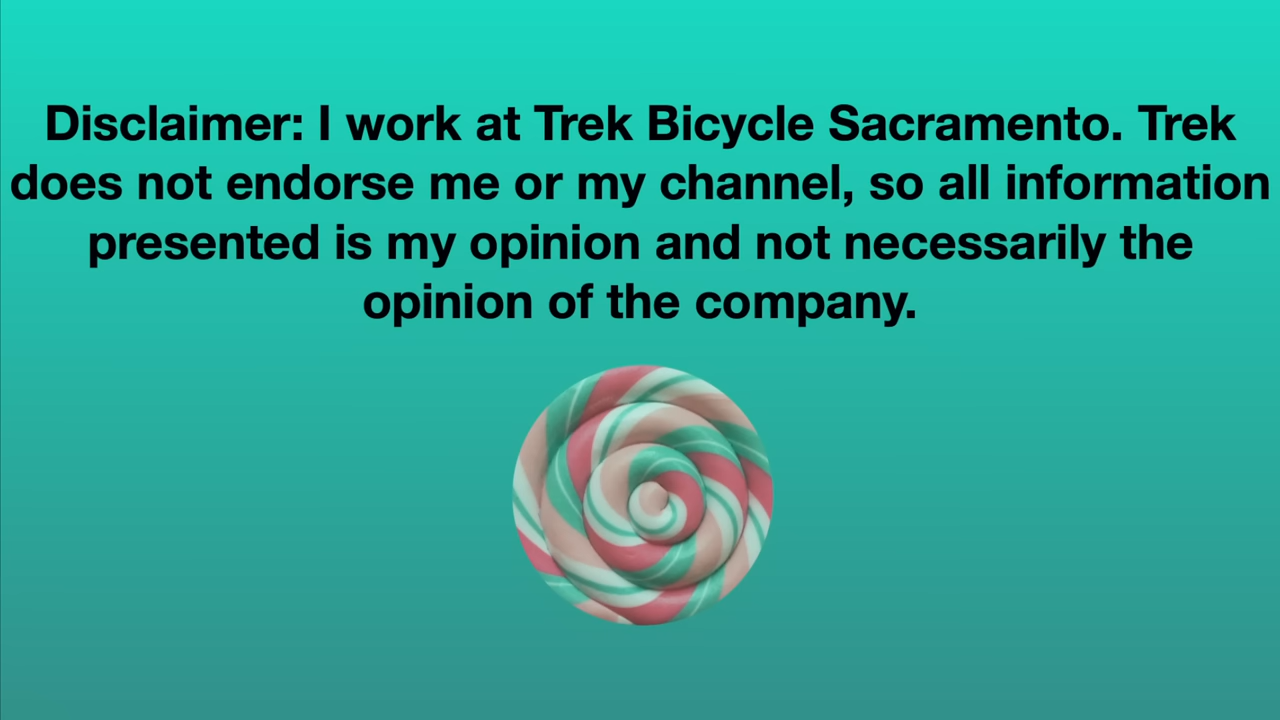 Disclaimer: I work at Trek Bicycle Sacramento. Trek
does not endorse me or my channel, so all information
presented is my opinion and not necessarily the
opinion of the company.